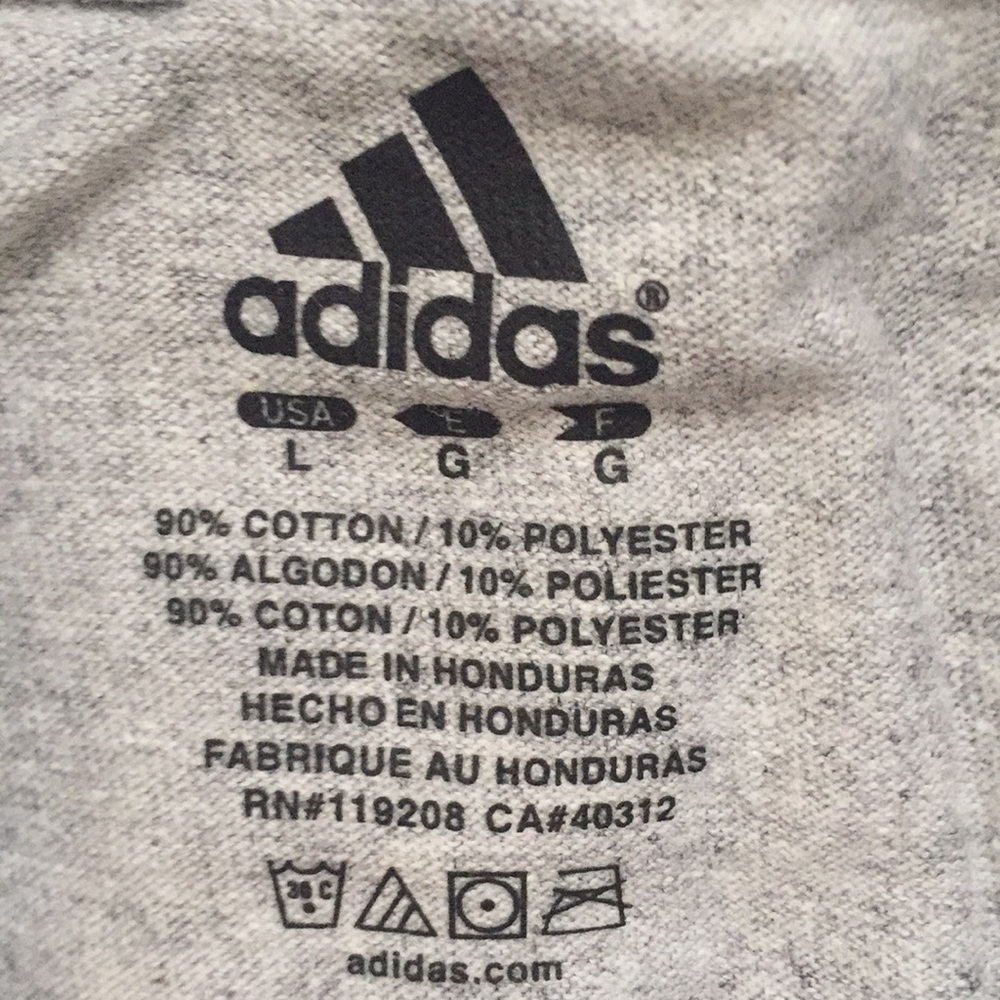 adidas®
USA E F
L G G
90% COTTON / 10% POLYESTER
90% ALGODON / 10% POLIESTER
90% COTON / 10% POLYESTER
MADE IN HONDURAS
HECHO EN HONDURAS
FABRIQUE AU HONDURAS
RN#119208 CA#40312
30 C
adidas.com